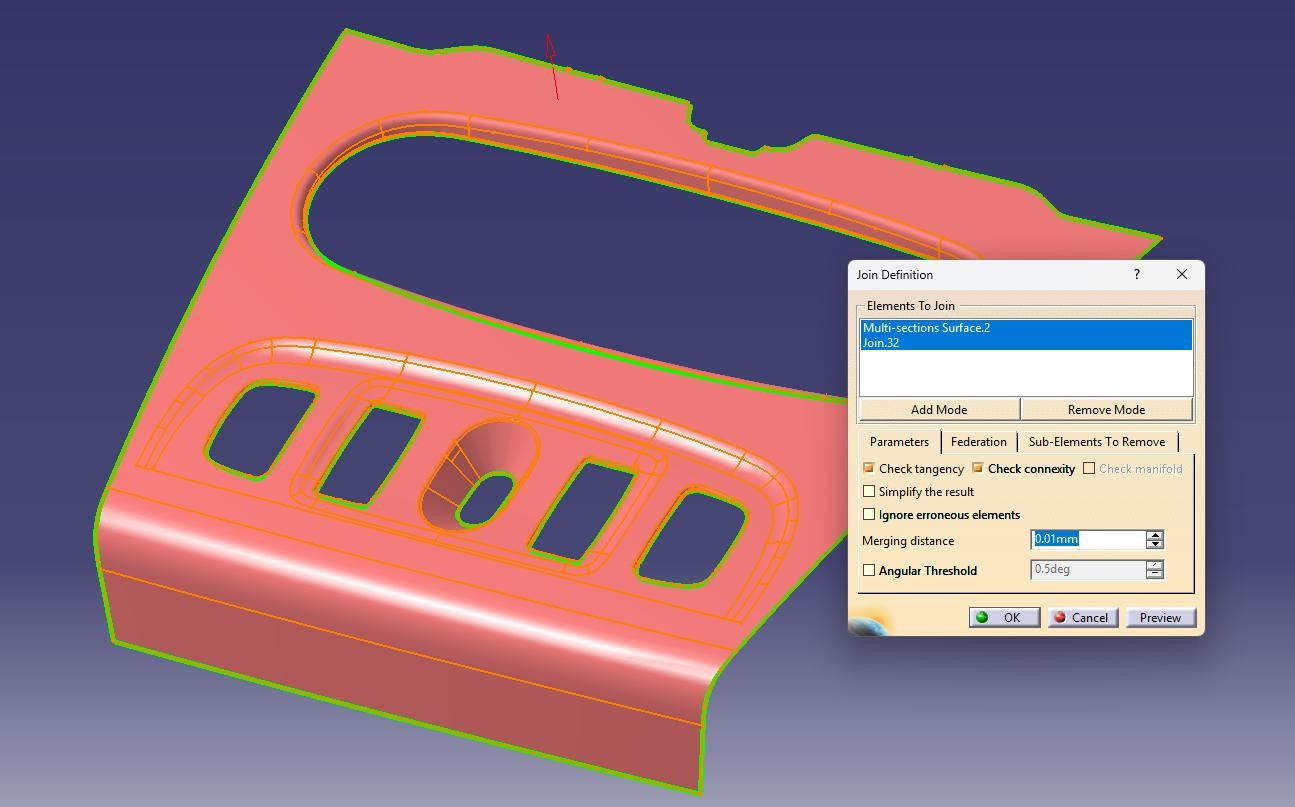 Join Definition ?
Elements To Join
Multi-sections Surface.2
Join.32
Add Mode Remove Mode
Parameters Federation Sub-Elements To Remove
Check tangency Check connexity Check manifold
Simplify the result
Ignore erroneous elements
Merging distance 0.01mm
Angular Threshold 0.5deg
OK Cancel Preview